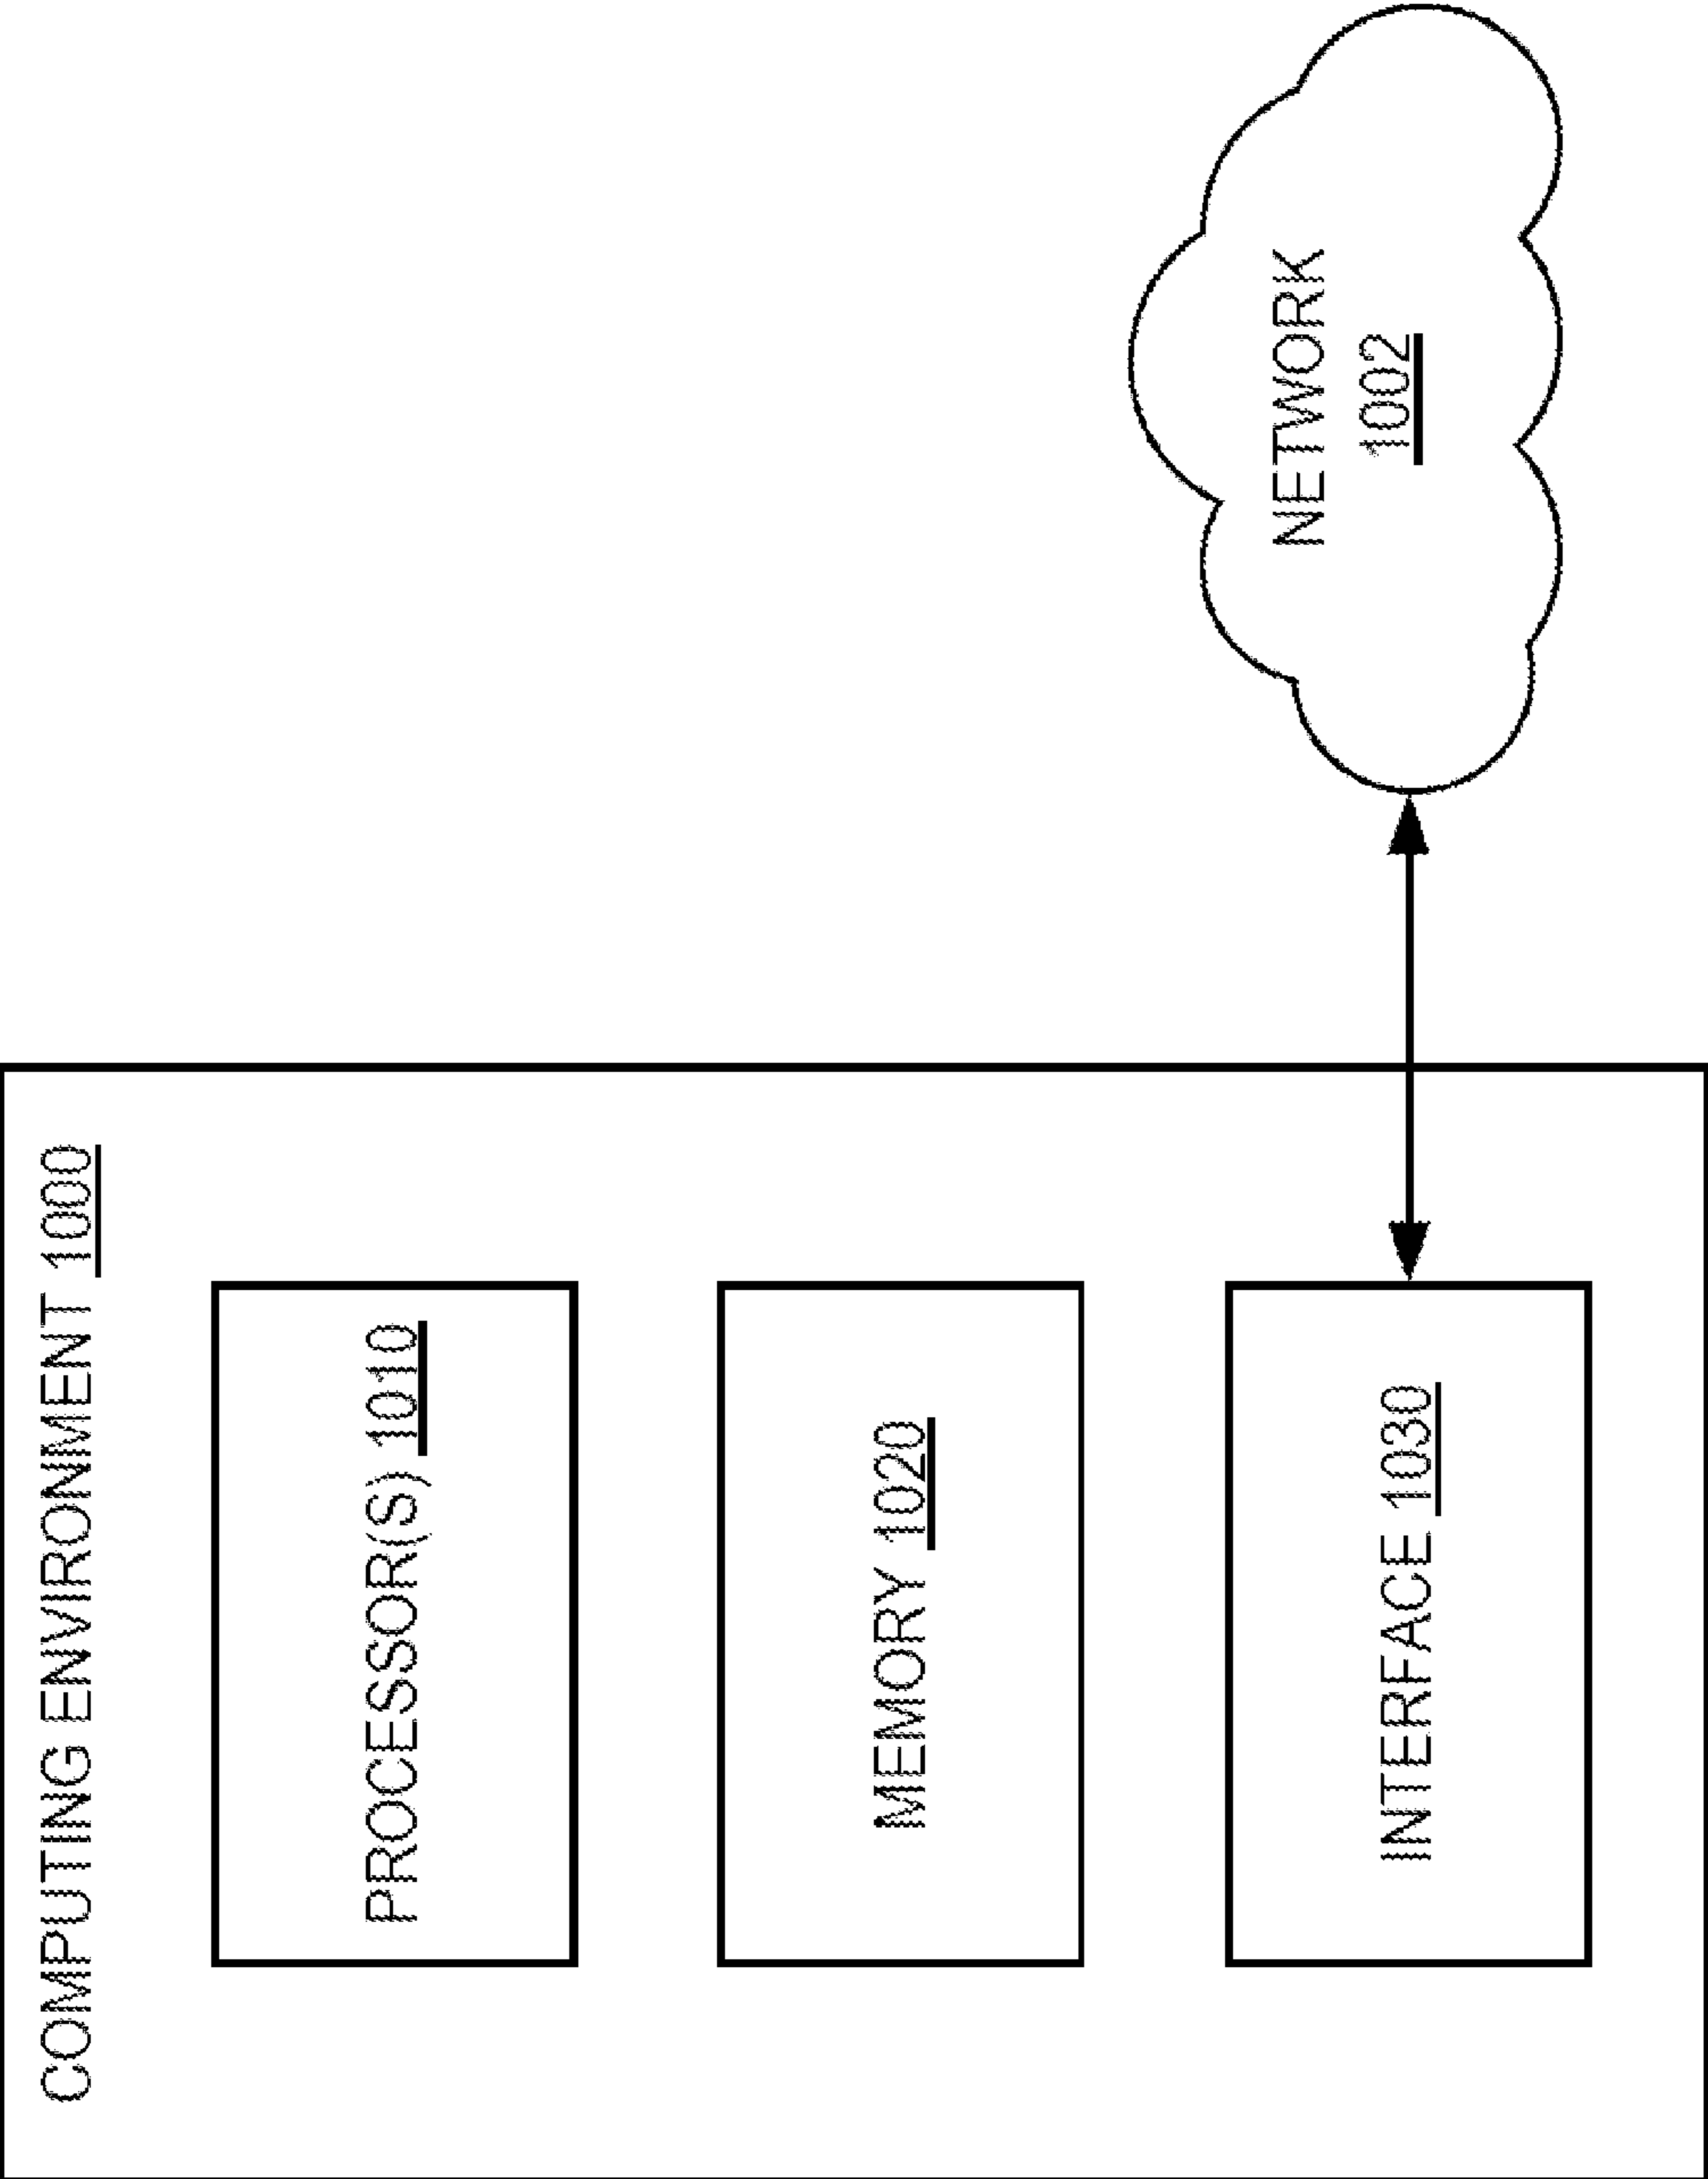 COMPUTING ENVIRONMENT 1000
PROCESSOR(S) 1010
MEMORY 1020
INTERFACE 1030
NETWORK
1002